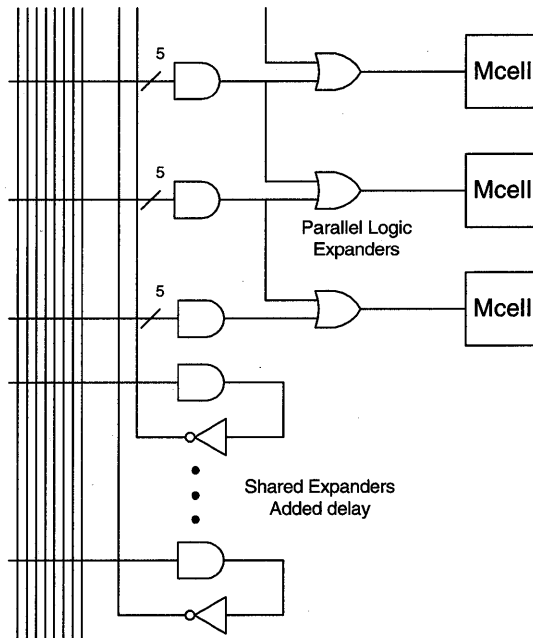 5
Mcell
5
Mcell
Parallel Logic
Expanders
5
Mcell
Shared Expanders
Added delay